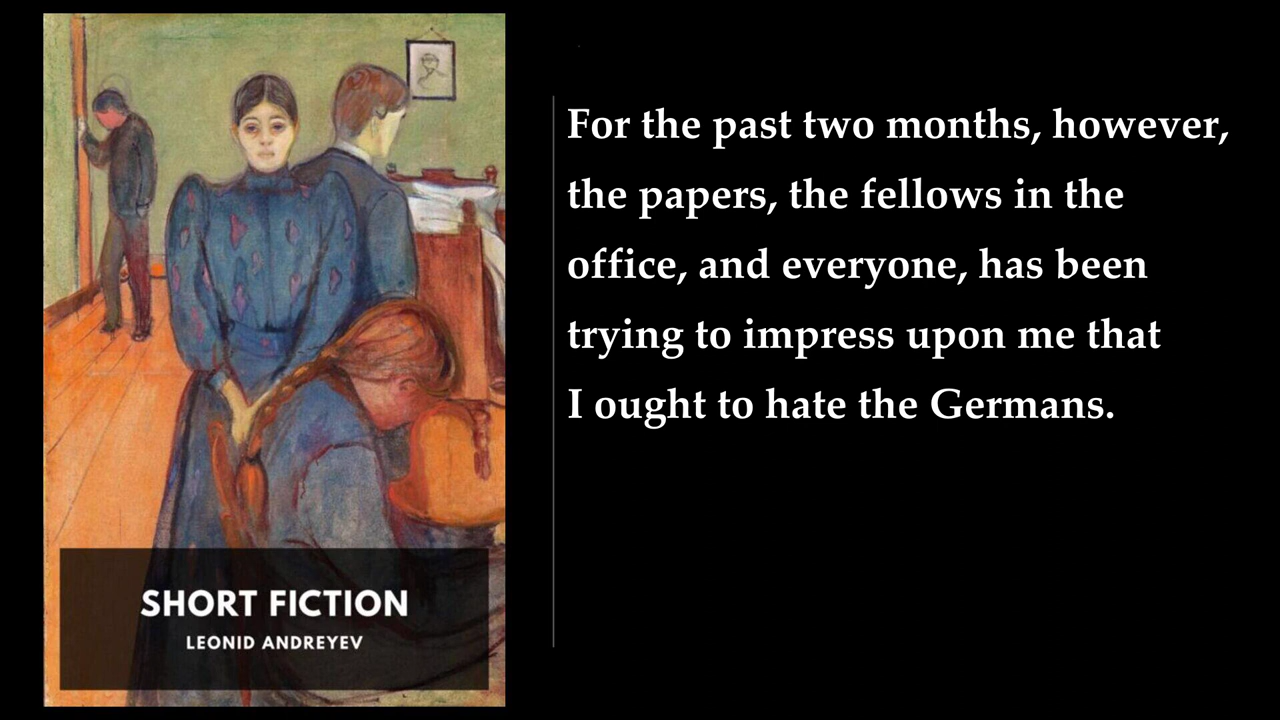 For the past two months, however,
the papers, the fellows in the
office, and everyone, has been
trying to impress upon me that
I ought to hate the Germans.
SHORT FICTION
LEONID ANDREYEV